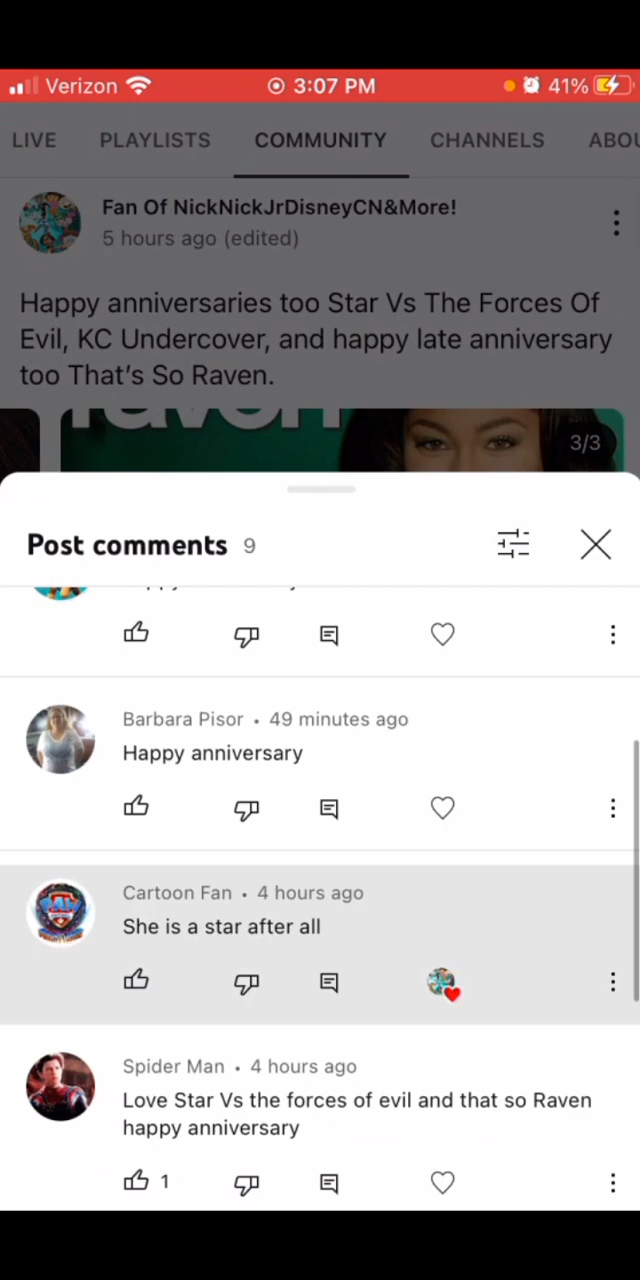 Verizon 3:07 PM 41%
LIVE PLAYLISTS COMMUNITY CHANNELS ABOU
Fan Of NickNickJrDisneyCN&More!
5 hours ago (edited)
Happy anniversaries too Star Vs The Forces Of
Evil, KC Undercover, and happy late anniversary
too That's So Raven.
raven
3/3
Post comments 9
Barbara Pisor • 49 minutes ago
Happy anniversary
Cartoon Fan • 4 hours ago
She is a star after all
Spider Man • 4 hours ago
Love Star Vs the forces of evil and that so Raven
happy anniversary
1